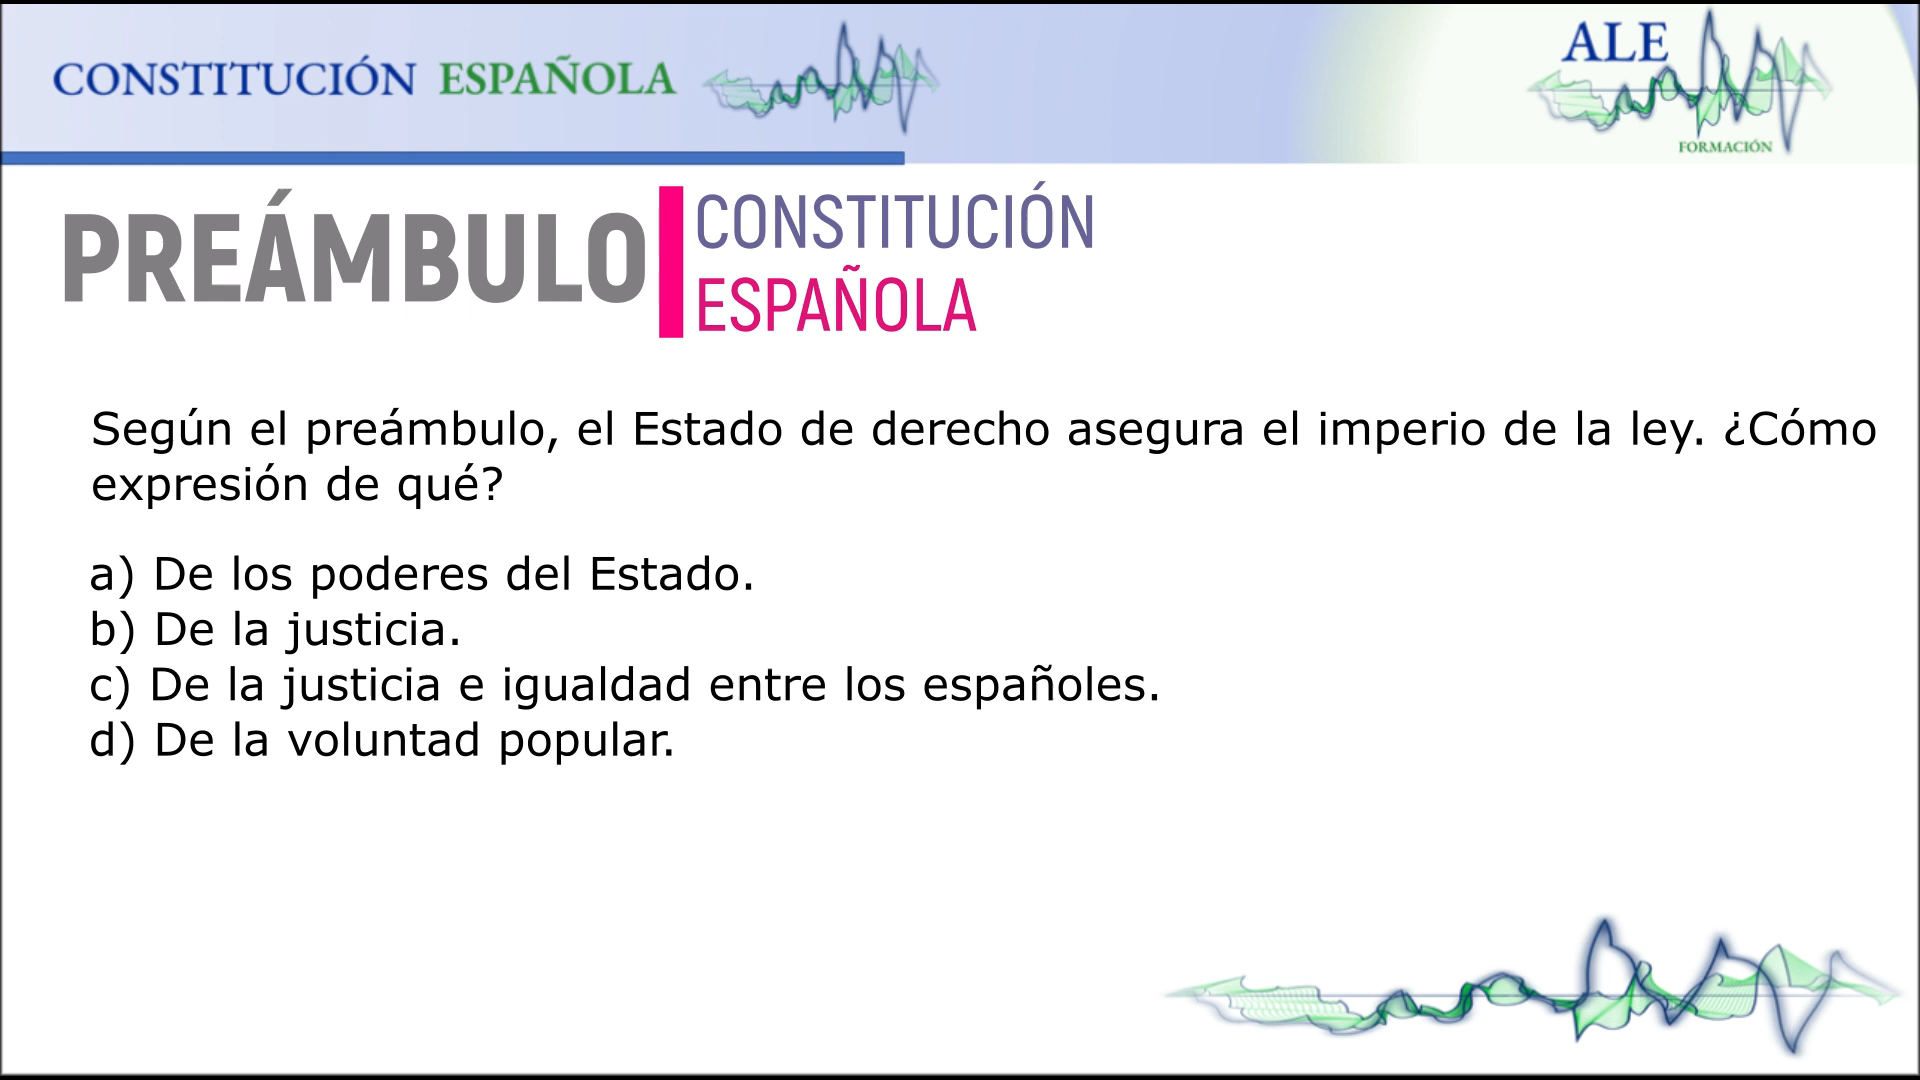 CONSTITUCIÓN ESPAÑOLA
ALE
FORMACIÓN
PREÁMBULO
CONSTITUCIÓN
ESPAÑOLA
Según el preámbulo, el Estado de derecho asegura el imperio de la ley. ¿Cómo
expresión de qué?
a) De los poderes del Estado.
b) De la justicia.
c) De la justicia e igualdad entre los españoles.
d) De la voluntad popular.